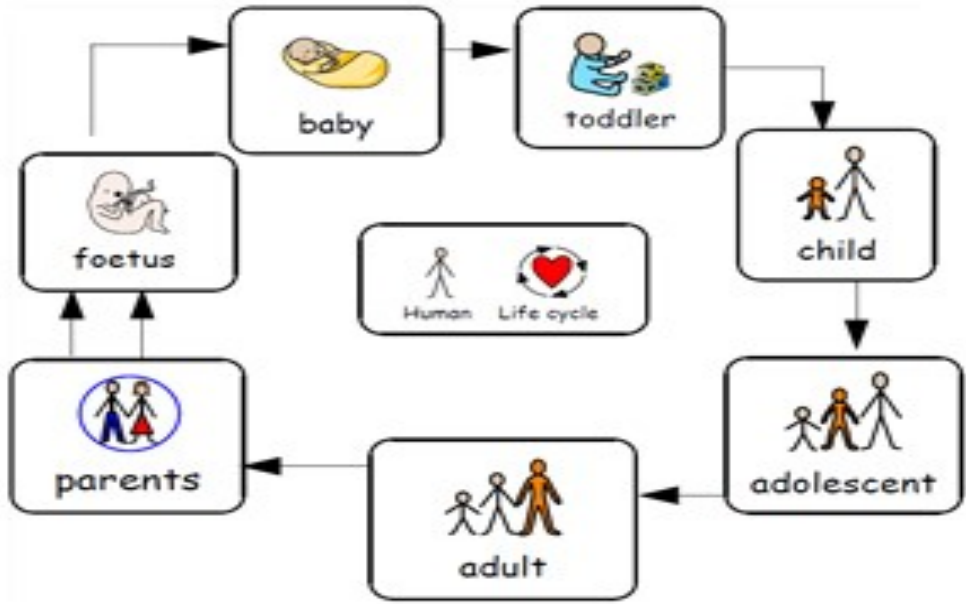 baby
toddler
foetus
child
Human Life cycle
parents
adolescent
adult